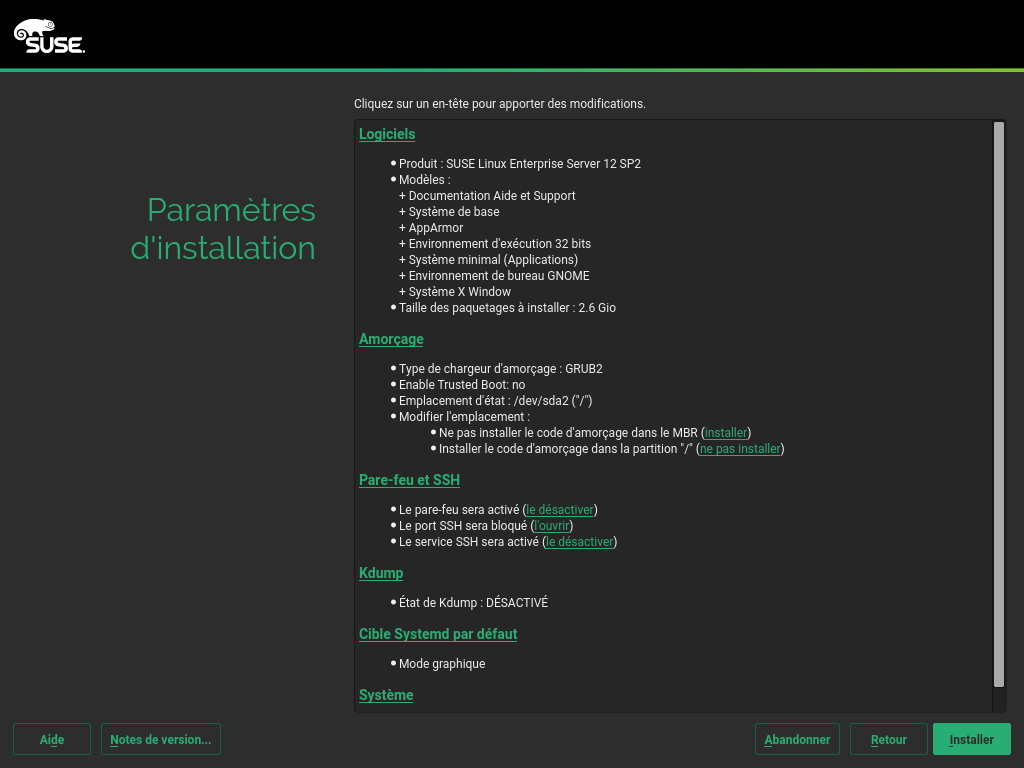 SUSE.
Cliquez sur un en-tête pour apporter des modifications.
Paramètres
d'installation
Logiciels
Produit : SUSE Linux Enterprise Server 12 SP2
Modèles :
+ Documentation Aide et Support
+ Système de base
+ AppArmor
+ Environnement d'exécution 32 bits
+ Système minimal (Applications)
+ Environnement de bureau GNOME
+ Système X Window
Taille des paquetages à installer : 2.6 Gio
Amorçage
Type de chargeur d'amorçage : GRUB2
Enable Trusted Boot: no
Emplacement d'état : /dev/sda2 ("/")
Modifier l'emplacement :
Ne pas installer le code d'amorçage dans le MBR (installer)
Installer le code d'amorçage dans la partition "/" (ne pas installer)
Pare-feu et SSH
Le pare-feu sera activé (le désactiver)
Le port SSH sera bloqué (l'ouvrir)
Le service SSH sera activé (le désactiver)
Kdump
État de Kdump : DÉSACTIVÉ
Cible Systemd par défaut
Mode graphique
Système
Aide
Notes de version...
Abandonner
Retour
Installer